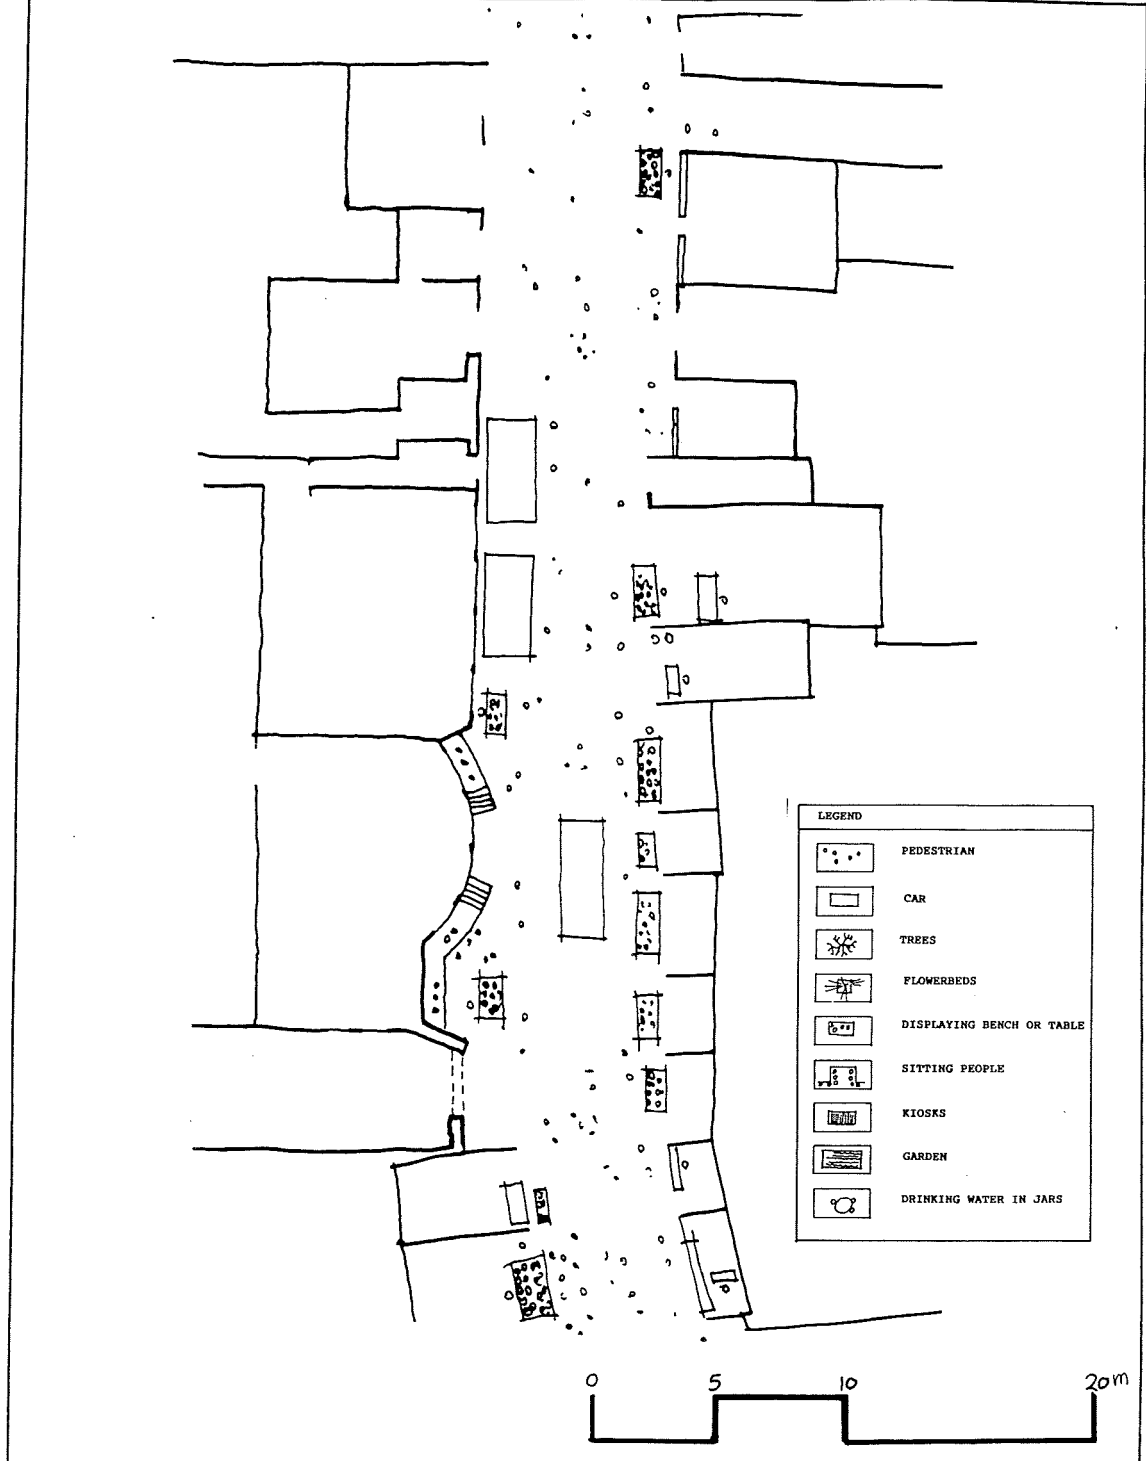 LEGEND
PEDESTRIAN
CAR
TREES
FLOWERBEDS
DISPLAYING BENCH OR TABLE
SITTING PEOPLE
KIOSKS
GARDEN
DRINKING WATER IN JARS
0 5 10 20m